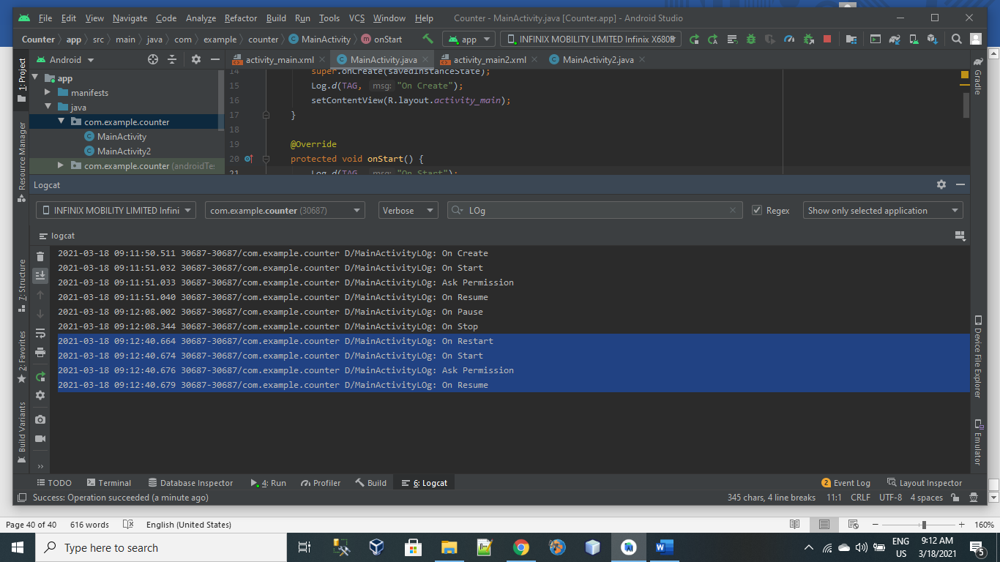 File Edit View Navigate Code Analyze Refactor Build Run Tools VCS Window Help Counter - MainActivity.java [Counter.app] - Android Studio
Counter app src main java com example counter MainActivity onStart app INFINIX MOBILITY LIMITED Infinix X680B
1: Project
Android
activity_main.xml MainActivity.java activity_main2.xml MainActivity2.java
Gradle
app
manifests
java
com.example.counter
MainActivity
MainActivity2
com.example.counter (androidTes
14 super.onCreate(savedInstanceState);
15 Log.d(TAG, msg: "On Create");
16 setContentView(R.layout.activity_main);
17 }
18
19 @Override
20 protected void onStart() {
21 Log.d(TAG, msg: "On Start");
Resource Manager
Logcat
INFINIX MOBILITY LIMITED Infini com.example.counter (30687) Verbose LOg Regex Show only selected application
logcat
2021-03-18 09:11:50.511 30687-30687/com.example.counter D/MainActivityLOg: On Create
2021-03-18 09:11:51.032 30687-30687/com.example.counter D/MainActivityLOg: On Start
2021-03-18 09:11:51.033 30687-30687/com.example.counter D/MainActivityLOg: Ask Permission
2021-03-18 09:11:51.040 30687-30687/com.example.counter D/MainActivityLOg: On Resume
2021-03-18 09:12:08.002 30687-30687/com.example.counter D/MainActivityLOg: On Pause
2021-03-18 09:12:08.344 30687-30687/com.example.counter D/MainActivityLOg: On Stop
2021-03-18 09:12:40.664 30687-30687/com.example.counter D/MainActivityLOg: On Restart
2021-03-18 09:12:40.674 30687-30687/com.example.counter D/MainActivityLOg: On Start
2021-03-18 09:12:40.676 30687-30687/com.example.counter D/MainActivityLOg: Ask Permission
2021-03-18 09:12:40.679 30687-30687/com.example.counter D/MainActivityLOg: On Resume
7: Structure
2: Favorites
Build Variants
Device File Explorer
Emulator
TODO Terminal Database Inspector 4: Run Profiler Build 6: Logcat 2 Event Log Layout Inspector
Success: Operation succeeded (a minute ago) 345 chars, 4 line breaks 11:1 CRLF UTF-8 4 spaces
Page 40 of 40 616 words English (United States) 160%
Type here to search
ENG
US
9:12 AM
3/18/2021
5